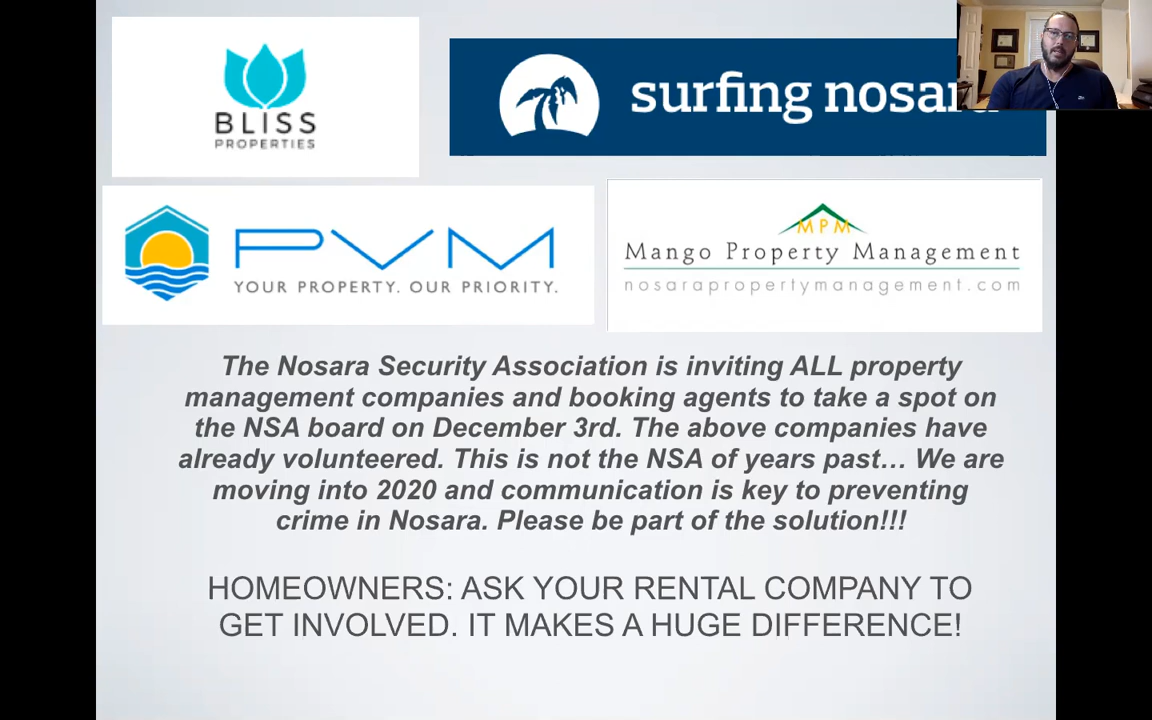 BLISS
PROPERTIES
surfing
PVM
YOUR PROPERTY. OUR PRIORITY.
MPM
Mango Property Management
nosarapropertymanagement.com
The Nosara Security Association is inviting ALL property
management companies and booking agents to take a spot on
the NSA board on December 3rd. The above companies have
already volunteered. This is not the NSA of years past... We are
moving into 2020 and communication is key to preventing
crime in Nosara. Please be part of the solution!!!
HOMEOWNERS: ASK YOUR RENTAL COMPANY TO
GET INVOLVED. IT MAKES A HUGE DIFFERENCE!